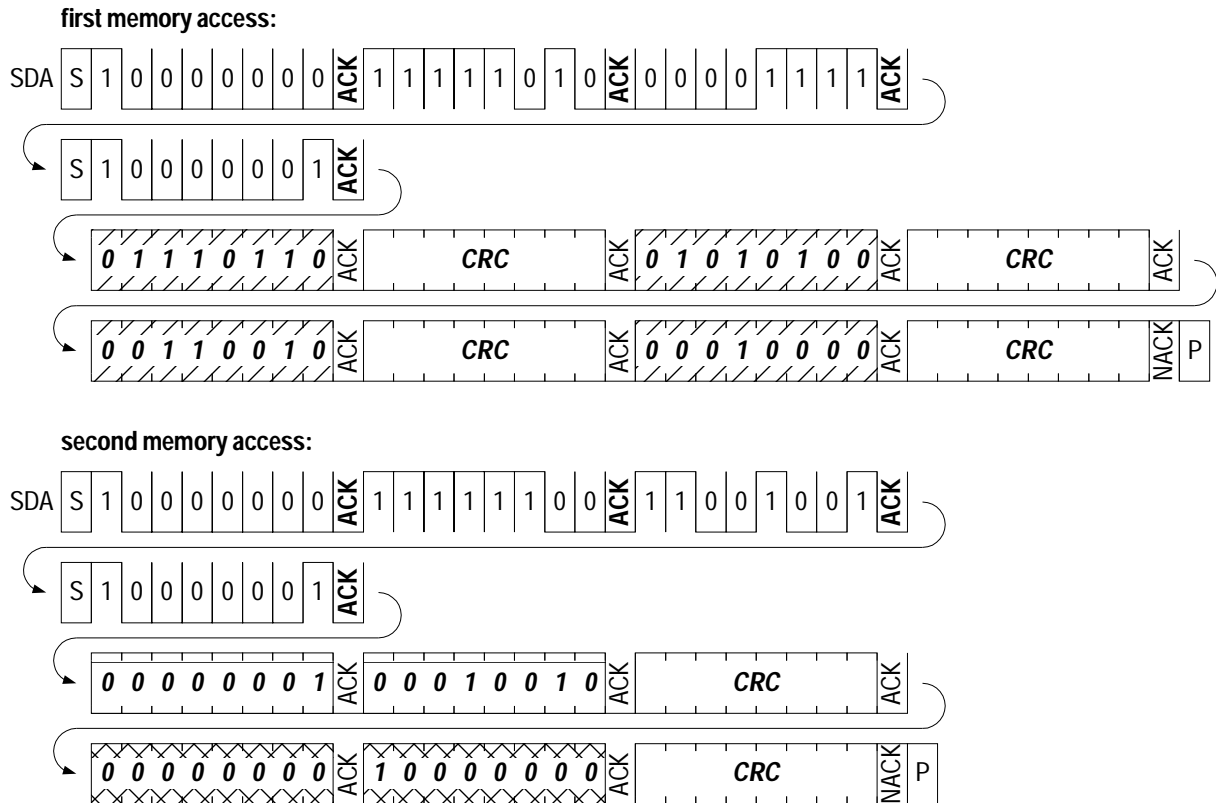 first memory access:
SDA S 1 0 0 0 0 0 0 0 ACK 1 1 1 1 1 0 1 0 ACK 0 0 0 0 1 1 1 1 ACK
S 1 0 0 0 0 0 0 1 ACK
0 1 1 1 0 1 1 0 ACK CRC ACK 0 1 0 1 0 1 0 0 ACK CRC ACK
0 0 1 1 0 0 1 0 ACK CRC ACK 0 0 0 1 0 0 0 0 ACK CRC NACK P
second memory access:
SDA S 1 0 0 0 0 0 0 0 ACK 1 1 1 1 1 1 0 0 ACK 1 1 0 0 1 0 0 1 ACK
S 1 0 0 0 0 0 0 1 ACK
0 0 0 0 0 0 0 1 ACK 0 0 0 1 0 0 1 0 ACK CRC ACK
0 0 0 0 0 0 0 0 ACK 1 0 0 0 0 0 0 0 ACK CRC NACK P